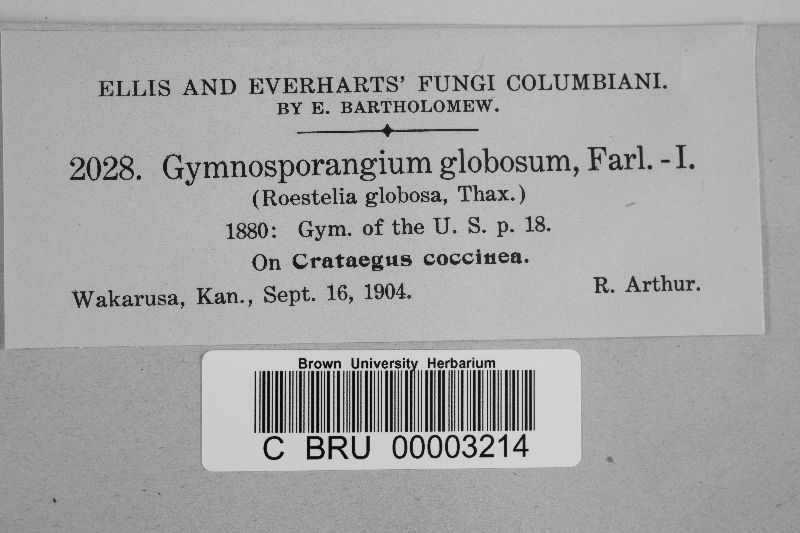 ELLIS AND EVERHARTS' FUNGI COLUMBIANI.
BY E. BARTHOLOMEW.
2028. Gymnosporangium globosum, Farl. - I.
(Roestelia globosa, Thax.)
1880: Gym. of the U. S. p. 18.
On Crataegus coccinea.
Wakarusa, Kan., Sept. 16, 1904. R. Arthur.
Brown University Herbarium
C BRU 00003214